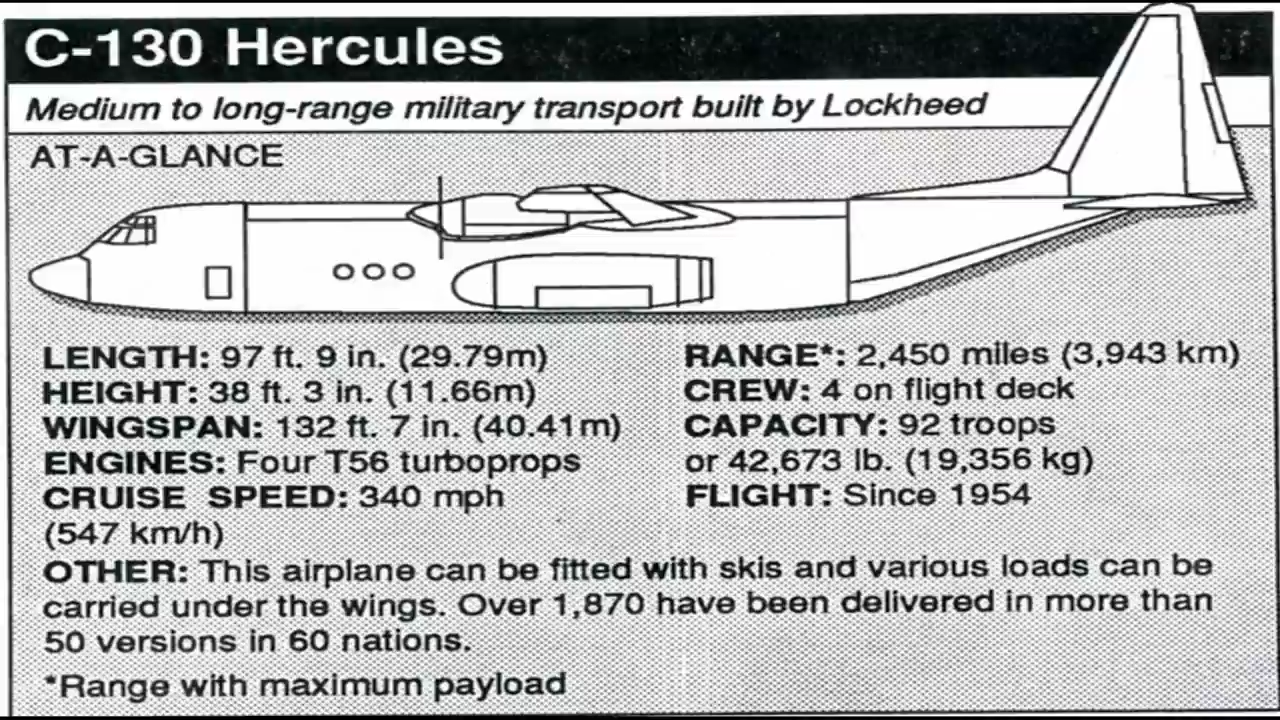 C-130 Hercules
Medium to long-range military transport built by Lockheed
AT-A-GLANCE
LENGTH: 97 ft. 9 in. (29.79m)
HEIGHT: 38 ft. 3 in. (11.66m)
WINGSPAN: 132 ft. 7 in. (40.41m)
ENGINES: Four T56 turboprops
CRUISE SPEED: 340 mph
(547 km/h)
RANGE*: 2,450 miles (3,943 km)
CREW: 4 on flight deck
CAPACITY: 92 troops
or 42,673 lb. (19,356 kg)
FLIGHT: Since 1954
OTHER: This airplane can be fitted with skis and various loads can be
carried under the wings. Over 1,870 have been delivered in more than
50 versions in 60 nations.
*Range with maximum payload